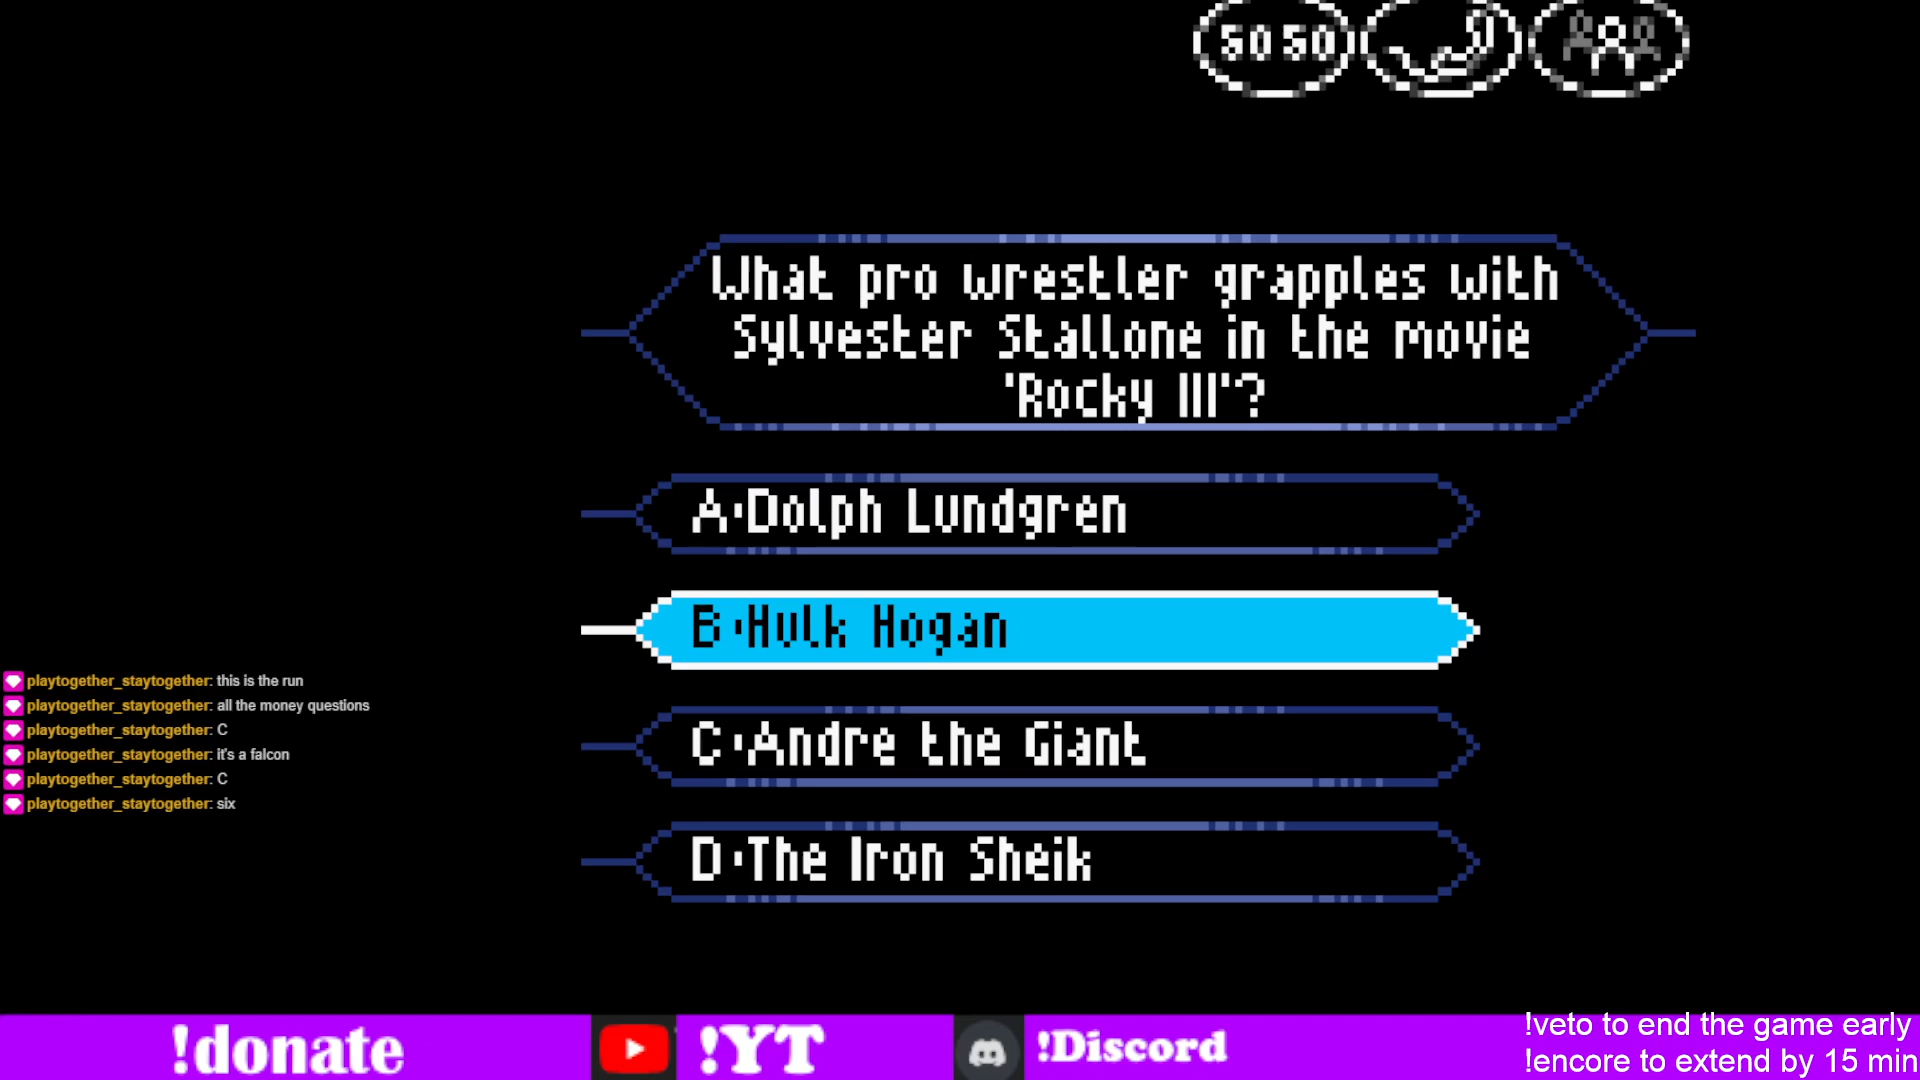 50 50
What pro wrestler grapples with
Sylvester Stallone in the movie
'Rocky III'?
A·Dolph Lundgren
B·Hulk Hogan
C·Andre the Giant
D·The Iron Sheik
playtogether_staytogether: this is the run
playtogether_staytogether: all the money questions
playtogether_staytogether: C
playtogether_staytogether: it's a falcon
playtogether_staytogether: C
playtogether_staytogether: six
!donate
!YT
!Discord
!veto to end the game early
!encore to extend by 15 min